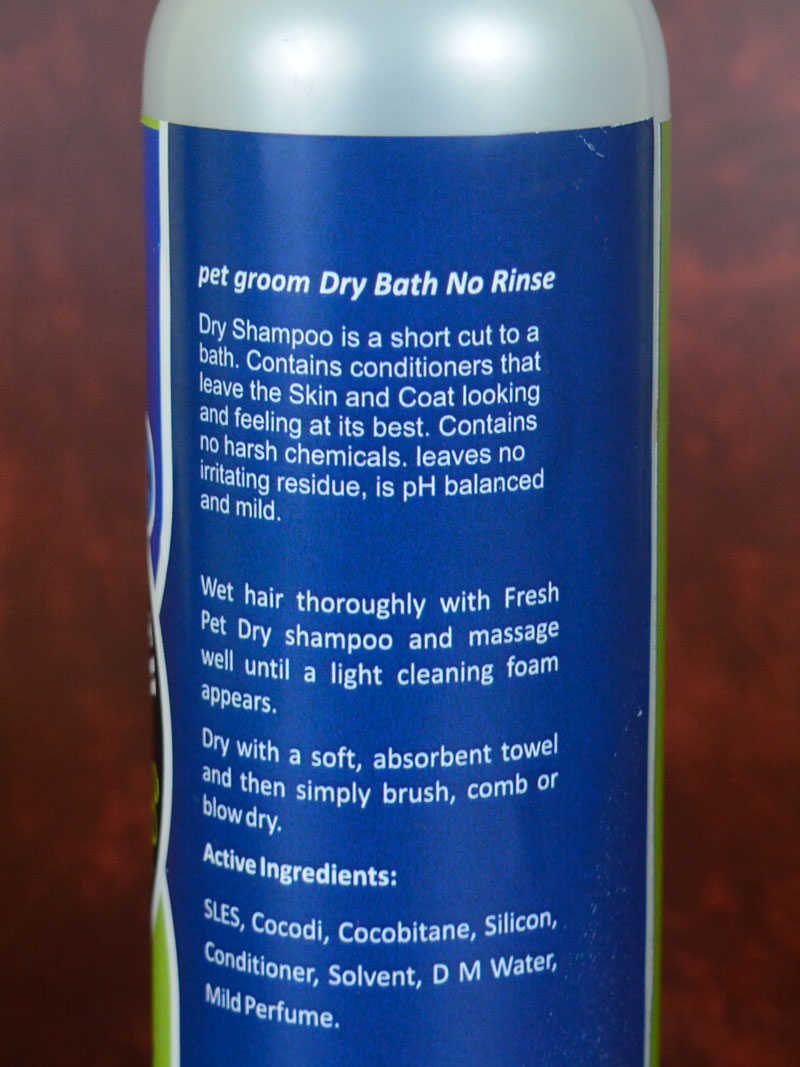 pet groom Dry Bath No Rinse
Dry Shampoo is a short cut to a
bath. Contains conditioners that
leave the Skin and Coat looking
and feeling at its best. Contains
no harsh chemicals. leaves no
irritating residue, is pH balanced
and mild.
Wet hair thoroughly with Fresh
Pet Dry shampoo and massage
well until a light cleaning foam
appears.
Dry with a soft, absorbent towel
and then simply brush, comb or
blow dry.
Active Ingredients:
SLES, Cocodi, Cocobitane, Silicon,
Conditioner, Solvent, D M Water,
Mild Perfume.